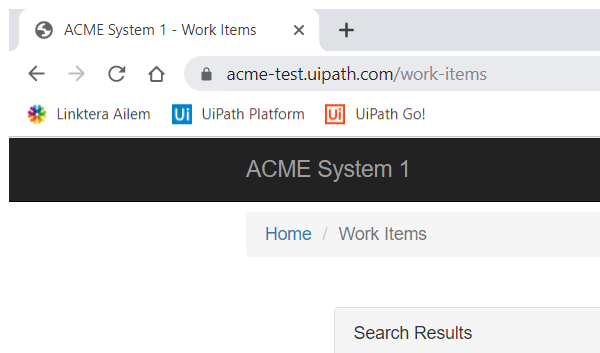 ACME System 1 - Work Items
acme-test.uipath.com/work-items
Linktera Ailem Ui UiPath Platform Ui UiPath Go!
ACME System 1
Home / Work Items
Search Results